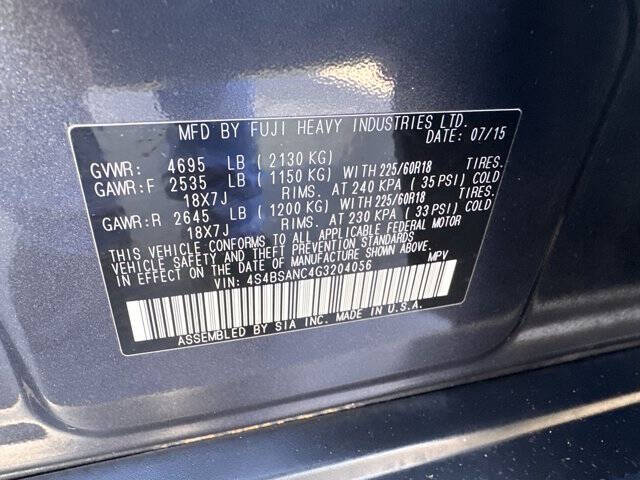 MFD BY FUJI HEAVY INDUSTRIES LTD.
DATE: 07/15
GVWR: 4695 LB ( 2130 KG)
GAWR:F 2535 LB ( 1150 KG) WITH 225/60R18 TIRES.
18X7J RIMS. AT 240 KPA ( 35 PSI) COLD
GAWR:R 2645 LB ( 1200 KG) WITH 225/60R18 TIRES.
18X7J RIMS. AT 230 KPA ( 33 PSI) COLD
THIS VEHICLE CONFORMS TO ALL APPLICABLE FEDERAL MOTOR
VEHICLE SAFETY AND THEFT PREVENTION STANDARDS
IN EFFECT ON THE DATE OF MANUFACTURE SHOWN ABOVE.
VIN: 4S4BSANC4G3204056 MPV
ASSEMBLED BY SIA INC. MADE IN U.S.A.